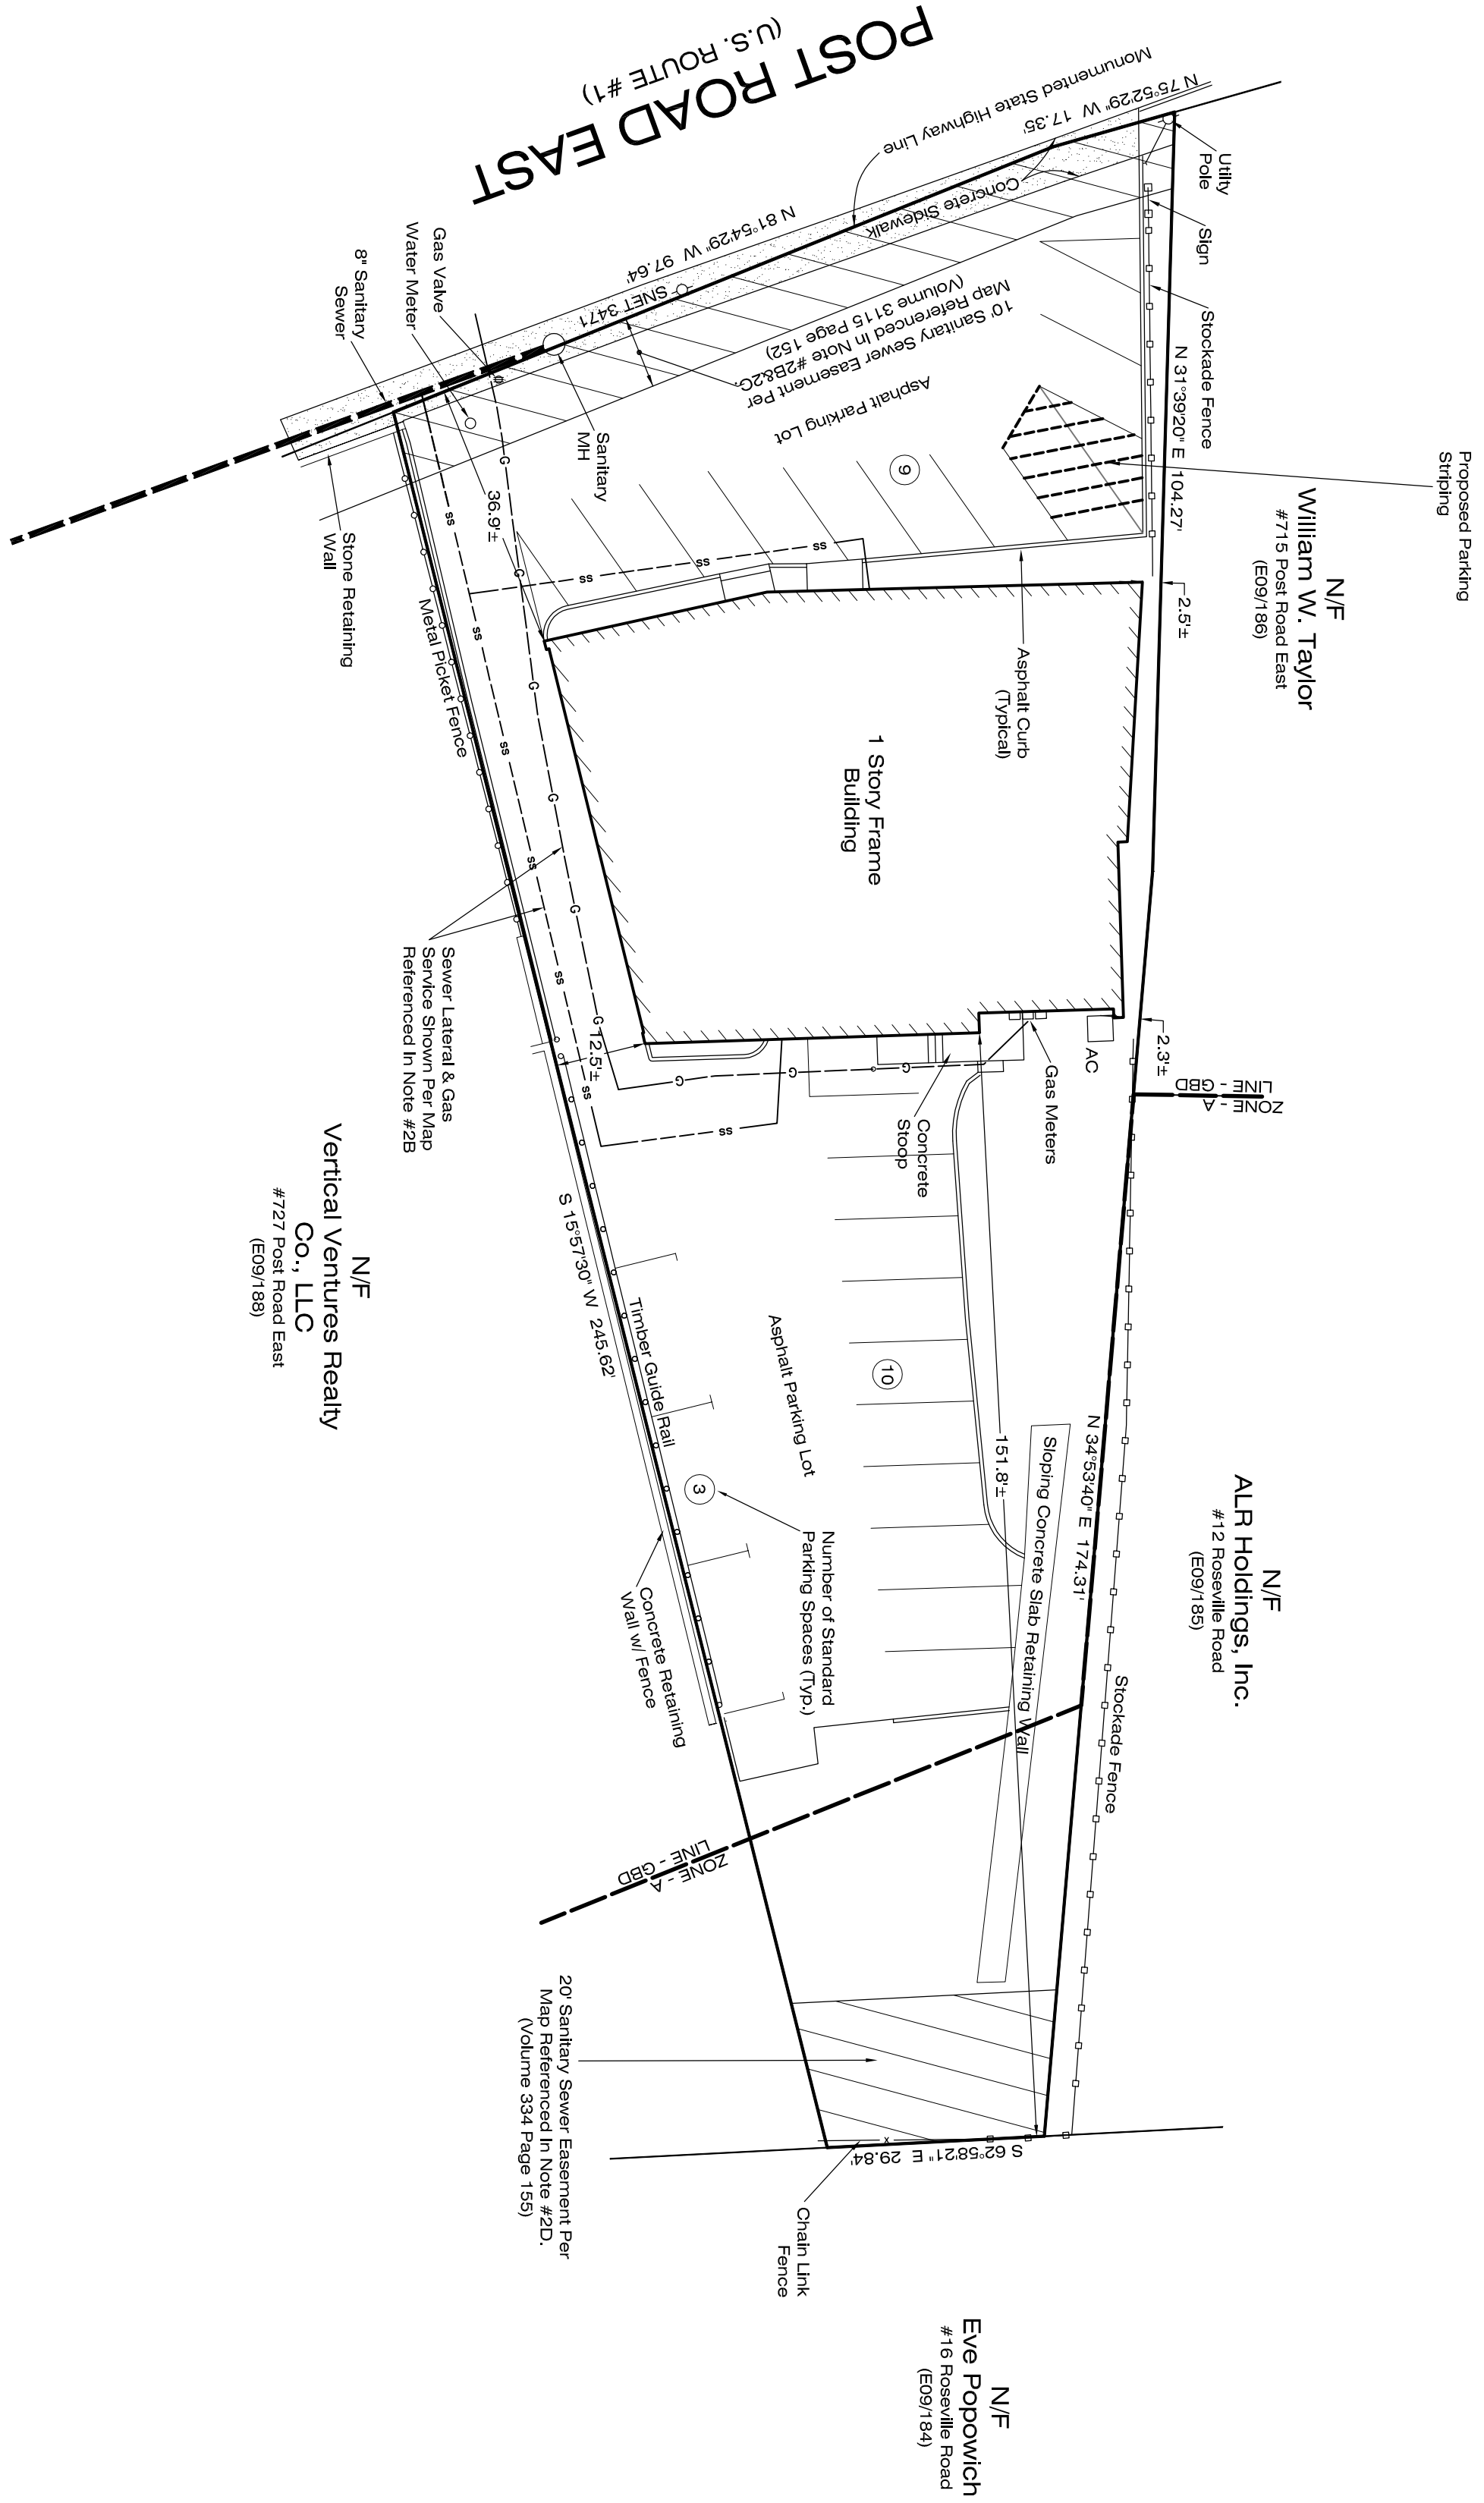 POST ROAD EAST
(U.S. ROUTE #1)
Monumented State Highway Line
N 75°52'29" W 17.35'
Utilty
Pole
Sign
Stockade Fence
N 31°39'20" E 104.27'
Proposed Parking
Striping
N/F
William W. Taylor
#715 Post Road East
(E09/186)
Concrete Sidewalk
N 81°54'29" W 97.64'
SNET 3471
10' Sanitary Sewer Easement Per
Map Referenced In Note #2B&2C.
(Volume 3115 Page 152)
Asphalt Parking Lot
9
Gas Valve
Water Meter
8" Sanitary
Sewer
Sanitary
MH
36.9'±
Stone Retaining
Wall
Metal Picket Fence
G
G
G
G
G
G
G
G
G
G
ss
ss
ss
ss
ss
ss
ss
ss
ss
2.5'±
Asphalt Curb
(Typical)
1 Story Frame
Building
Sewer Lateral & Gas
Service Shown Per Map
Referenced In Note #2B
12.5'±
AC
2.3'±
ZONE - A
LINE - GBD
Gas Meters
Concrete
Stoop
N/F
Vertical Ventures Realty
Co., LLC
#727 Post Road East
(E09/188)
S 15°57'30" W 245.62'
Timber Guide Rail
Asphalt Parking Lot
10
151.8'±
Sloping Concrete Slab Retaining Wall
N 34°53'40" E 174.31'
N/F
ALR Holdings, Inc.
#12 Roseville Road
(E09/185)
Stockade Fence
3
Number of Standard
Parking Spaces (Typ.)
Concrete Retaining
Wall w/ Fence
ZONE - A
LINE - GBD
20' Sanitary Sewer Easement Per
Map Referenced In Note #2D.
(Volume 334 Page 155)
x
S 62°58'21" E 29.84'
Chain Link
Fence
N/F
Eve Popowich
#16 Roseville Road
(E09/184)